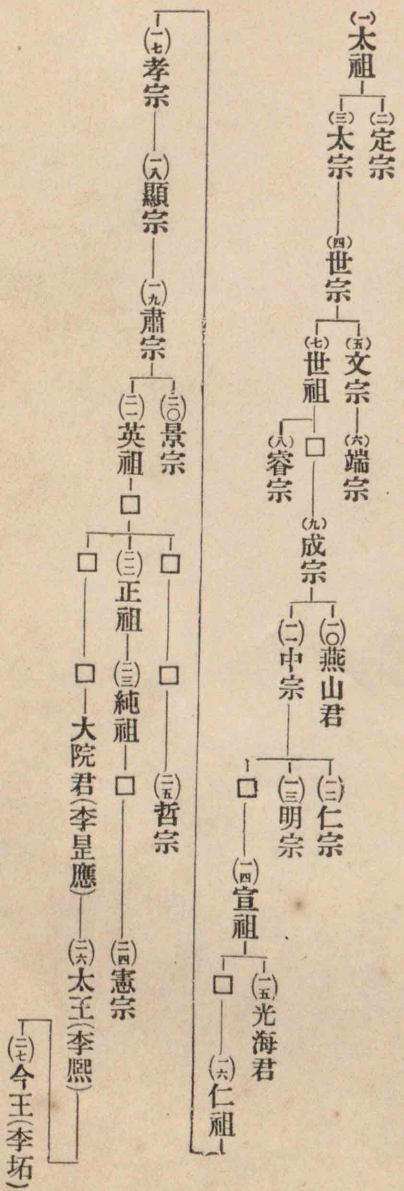 (一)太祖
(二)定宗
(三)太宗
(四)世宗
(五)文宗
(六)端宗
(七)世祖
□
(八)睿宗
(九)成宗
(一〇)燕山君
(一一)中宗
(一二)仁宗
(一三)明宗
□
(一四)宣祖
(一五)光海君
□
(一六)仁祖
(一七)孝宗
(一八)顯宗
(一九)肅宗
(二〇)景宗
(二一)英祖
□
□
□
(二五)哲宗
(二二)正祖
(二三)純祖
□
(二四)憲宗
□
□
大院君(李昰應)
(二六)太王(李㷩)
(二七)今王(李坧)